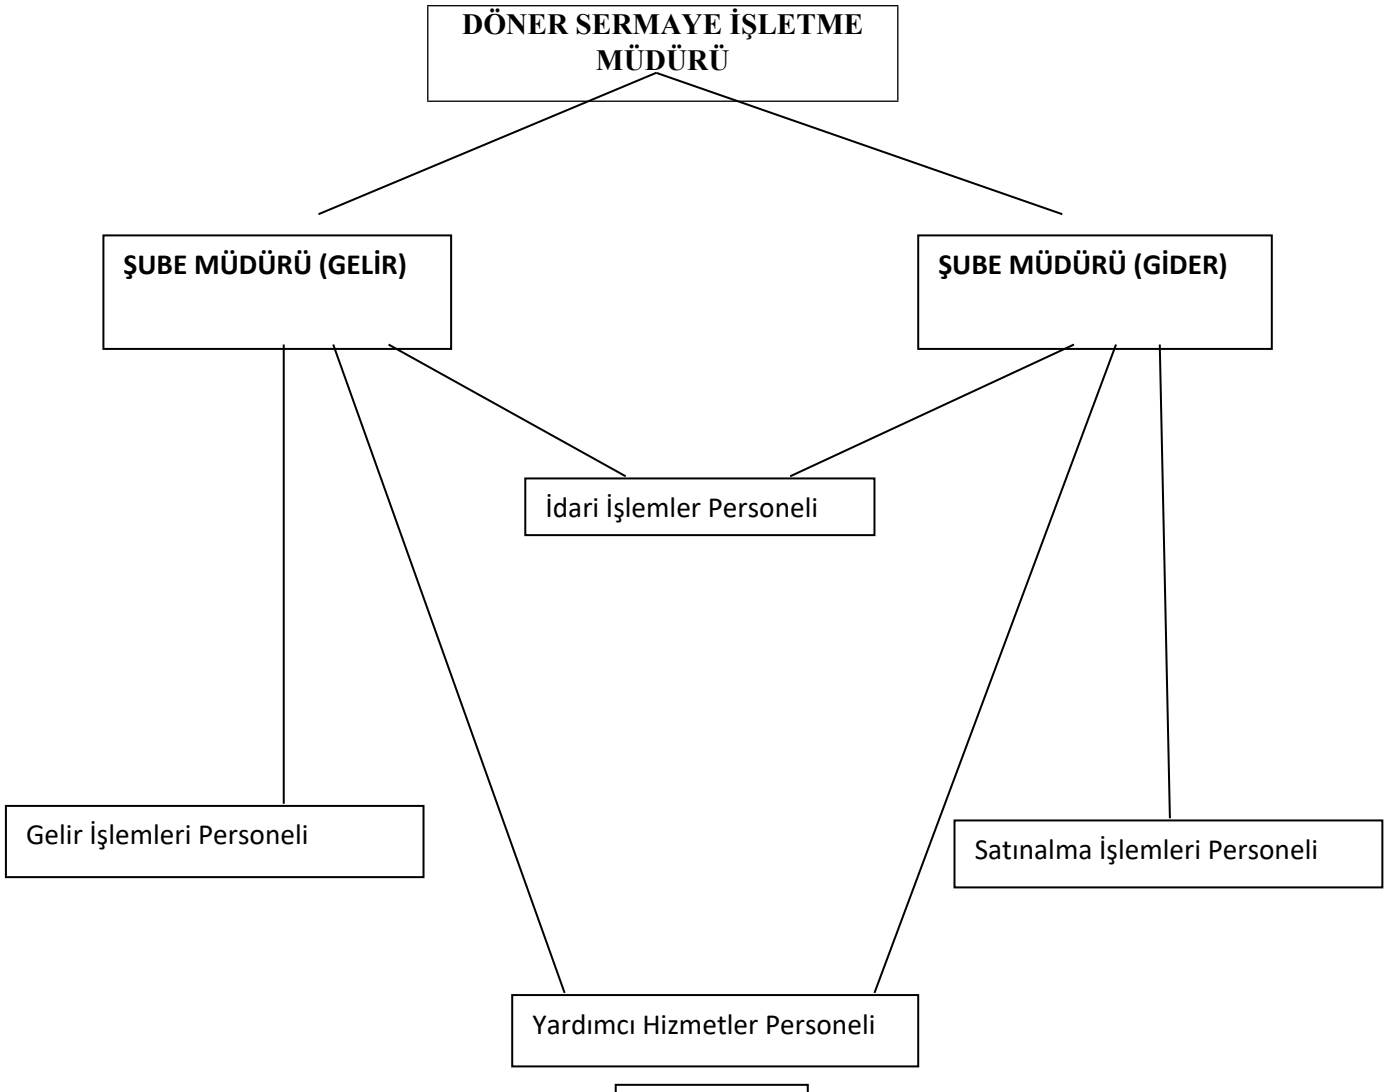 DÖNER SERMAYE İŞLETME
MÜDÜRÜ
ŞUBE MÜDÜRÜ (GELİR)
ŞUBE MÜDÜRÜ (GİDER)
İdari İşlemler Personeli
Gelir İşlemleri Personeli
Satınalma İşlemleri Personeli
Yardımcı Hizmetler Personeli